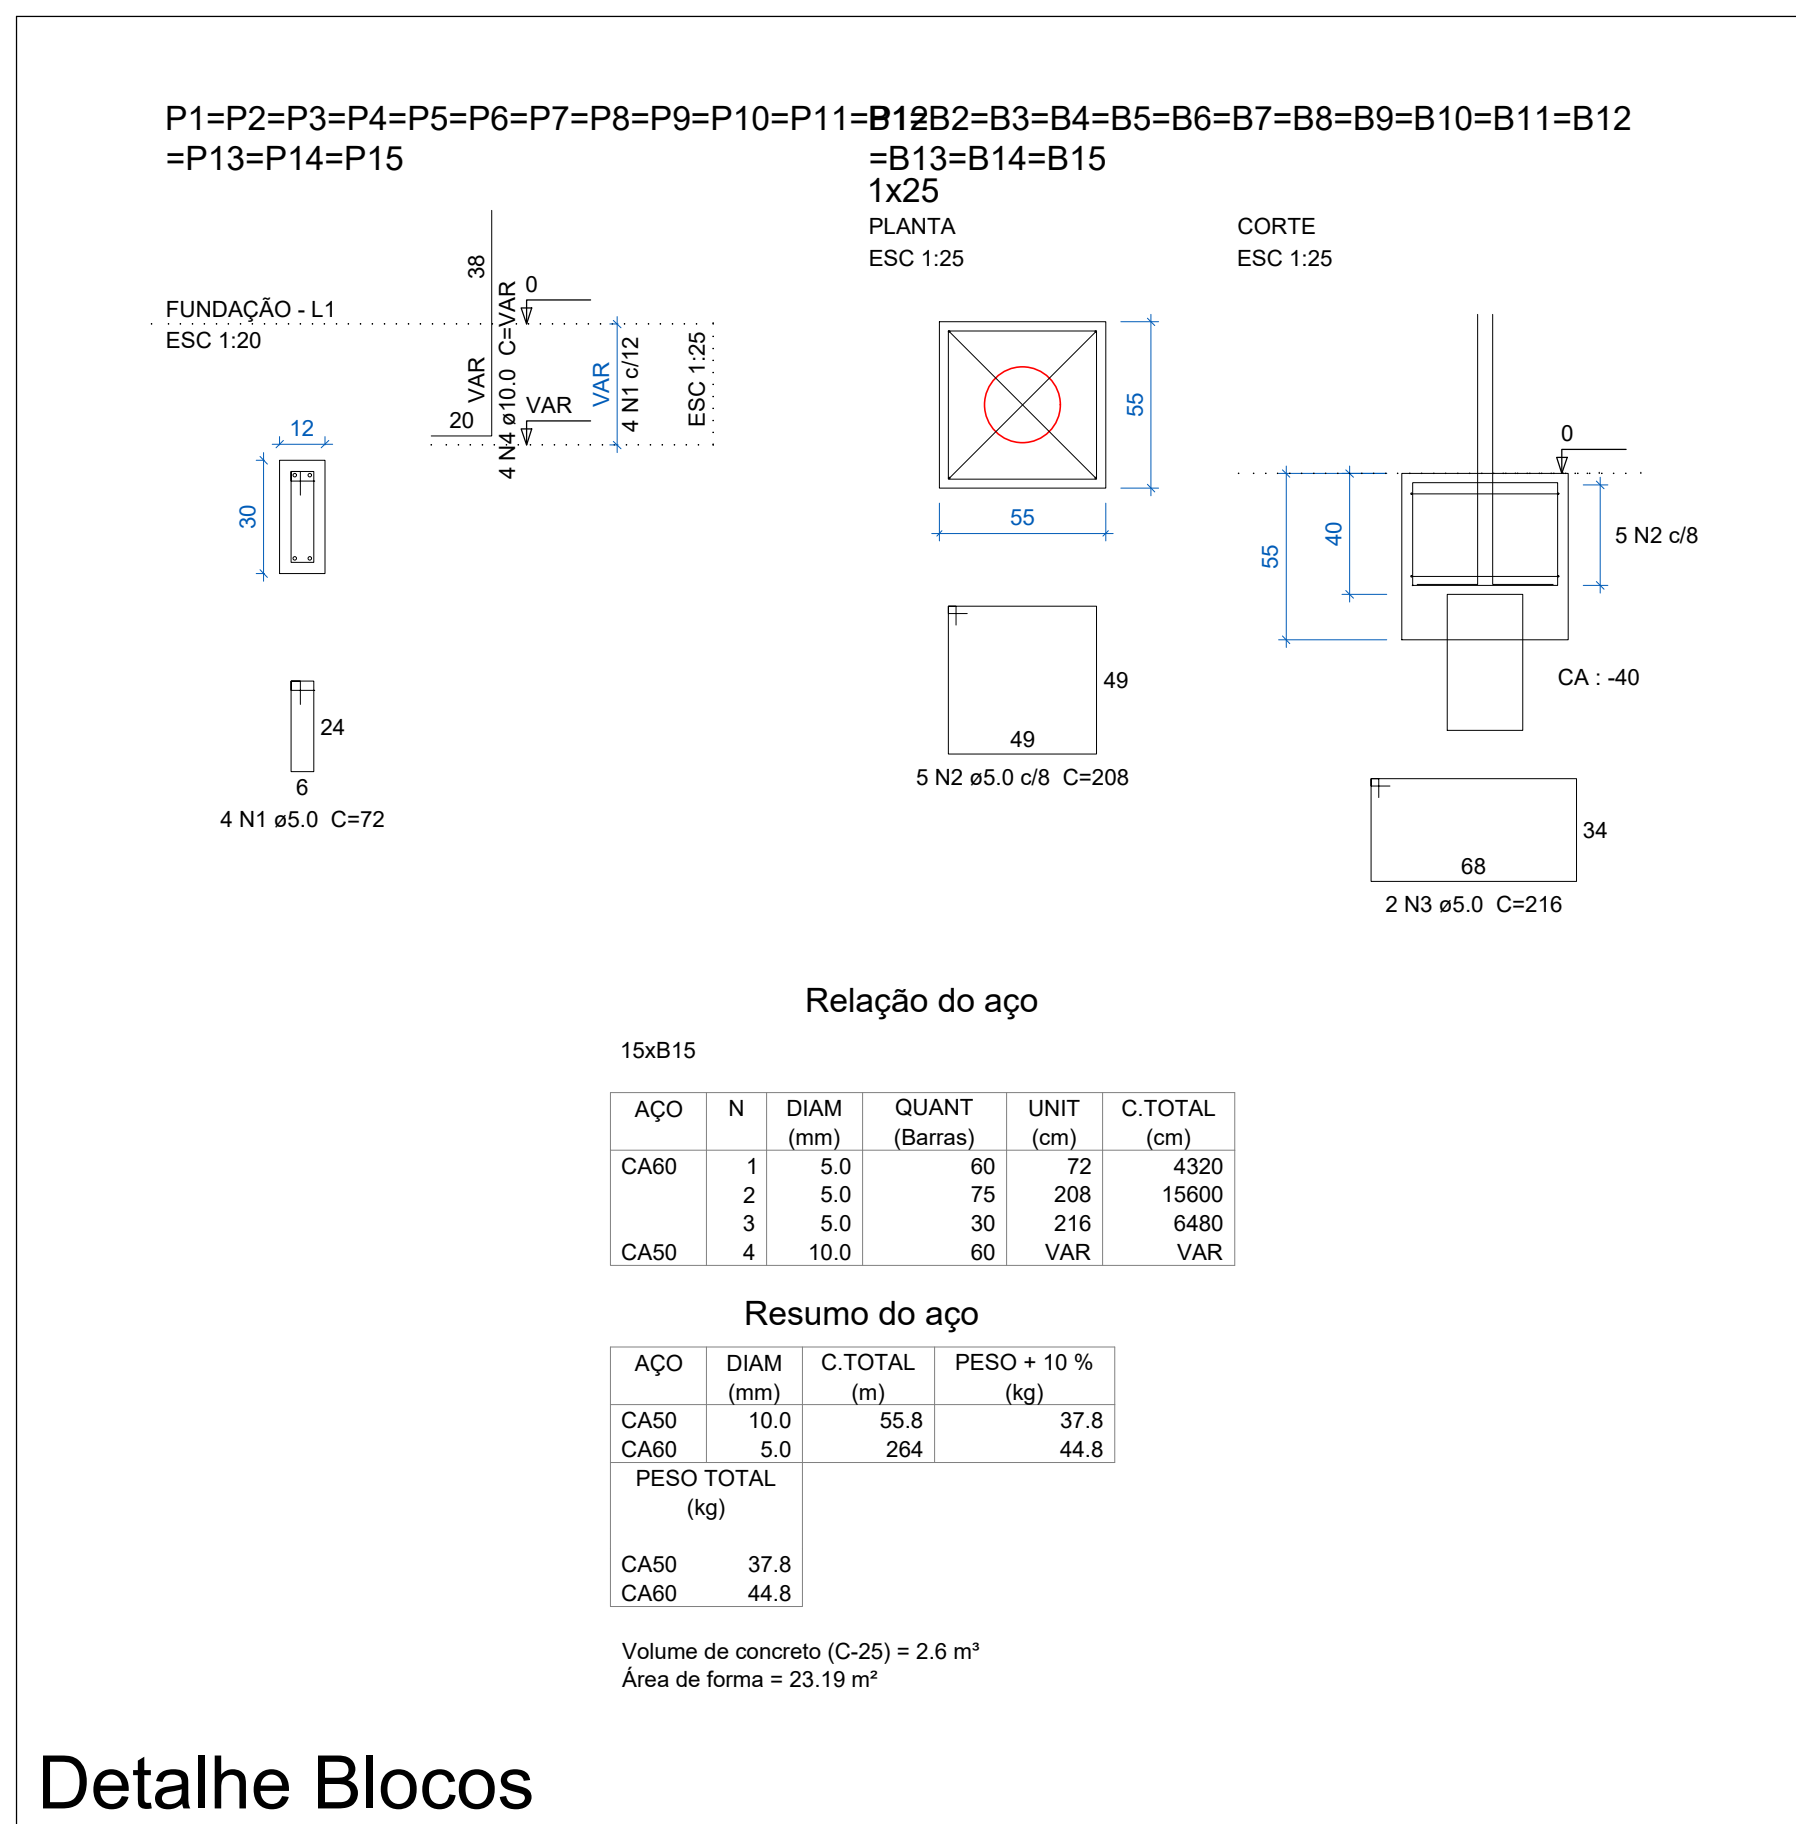 P1=P2=P3=P4=P5=P6=P7=P8=P9=P10=P11=P12
=P13=P14=P15
B1=B2=B3=B4=B5=B6=B7=B8=B9=B10=B11=B12
=B13=B14=B15
1x25
PLANTA
ESC 1:25
CORTE
ESC 1:25
FUNDAÇÃO - L1
ESC 1:20
38
VAR
20
4 N4 ø10.0 C=VAR
0
VAR
VAR
4 N1 c/12
ESC 1:25
12
30
24
6
4 N1 ø5.0 C=72
55
55
49
49
5 N2 ø5.0 c/8 C=208
0
55
40
5 N2 c/8
CA : -40
34
68
2 N3 ø5.0 C=216
Relação do aço
15xB15
AÇO N DIAM QUANT UNIT C.TOTAL
(mm) (Barras) (cm) (cm)
CA60 1 5.0 60 72 4320
2 5.0 75 208 15600
3 5.0 30 216 6480
CA50 4 10.0 60 VAR VAR
Resumo do aço
AÇO DIAM C.TOTAL PESO + 10 %
(mm) (m) (kg)
CA50 10.0 55.8 37.8
CA60 5.0 264 44.8
PESO TOTAL
(kg)
CA50 37.8
CA60 44.8
Volume de concreto (C-25) = 2.6 m³
Área de forma = 23.19 m²
Detalhe Blocos